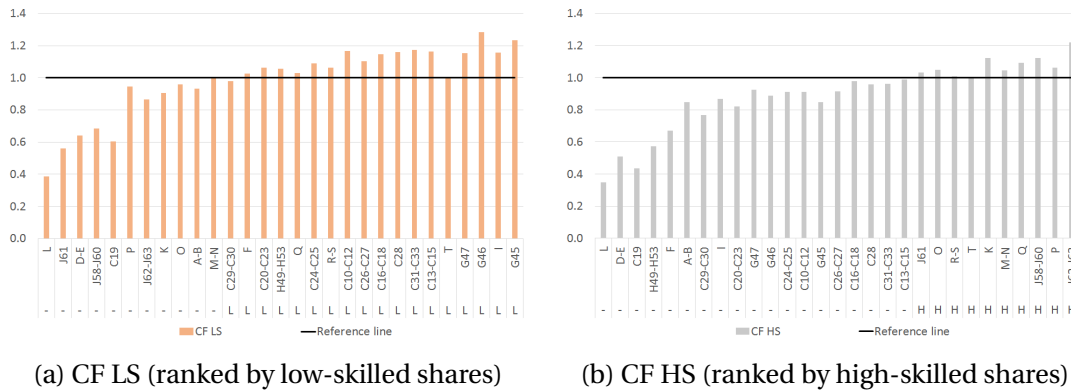 1.4
1.2
1.0
0.8
0.6
0.4
0.2
0.0
L J61 D-E J58-J60 C19 P J62-J63 K O A-B M-N C29-C30 F C20-C23 H49-H53 Q C24-C25 R-S C10-C12 C26-C27 C16-C18 C28 C31-C33 C13-C15 T G47 G46 I G45
- - - - - - - - - - - L L L L L L L L L L L L L L L L L L
CF LS Reference line
(a) CF LS (ranked by low-skilled shares)
1.4
1.2
1.0
0.8
0.6
0.4
0.2
0.0
L D-E C19 H49-H53 F A-B C29-C30 I C20-C23 G47 G46 C24-C25 C10-C12 G45 C26-C27 C16-C18 C28 C31-C33 C13-C15 J61 O R-S T K M-N Q J58-J60 P
- - - - - - - - - - - - - - - - - - - H H H H H H H H H
CF HS Reference line
(b) CF HS (ranked by high-skilled shares)